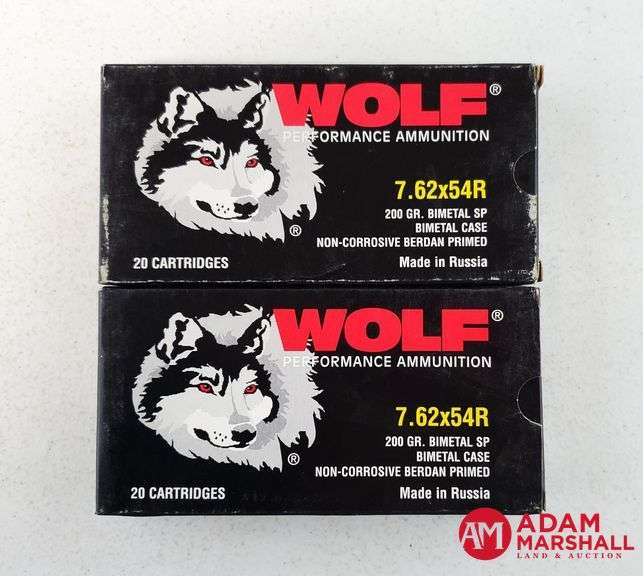 WOLF®
PERFORMANCE AMMUNITION
7.62x54R
200 GR. BIMETAL SP
BIMETAL CASE
®
NON-CORROSIVE BERDAN PRIMED
20 CARTRIDGES
Made in Russia
WOLF®
PERFORMANCE AMMUNITION
7.62x54R
200 GR. BIMETAL SP
BIMETAL CASE
®
NON-CORROSIVE BERDAN PRIMED
20 CARTRIDGES
Made in Russia
AM
ADAM
MARSHALL
LAND & AUCTION